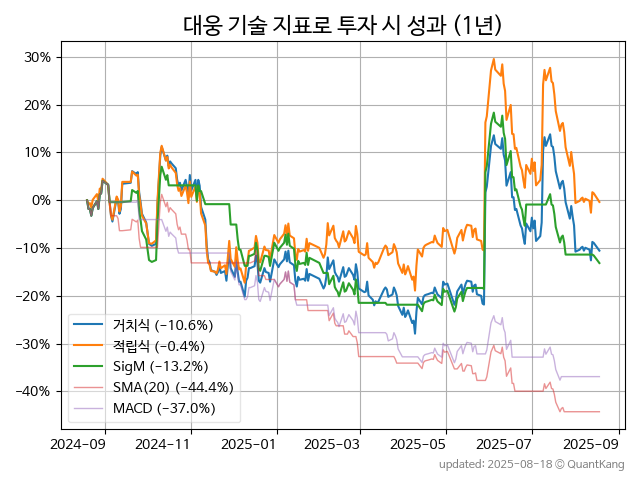 대웅 기술 지표로 투자 시 성과 (1년)
30%
20%
10%
0%
−10%
−20%
−30%
−40%
거치식 (−10.6%)
적립식 (−0.4%)
SigM (−13.2%)
SMA(20) (−44.4%)
MACD (−37.0%)
2024-09
2024-11
2025-01
2025-03
2025-05
2025-07
2025-09
updated: 2025-08-18 © QuantKang